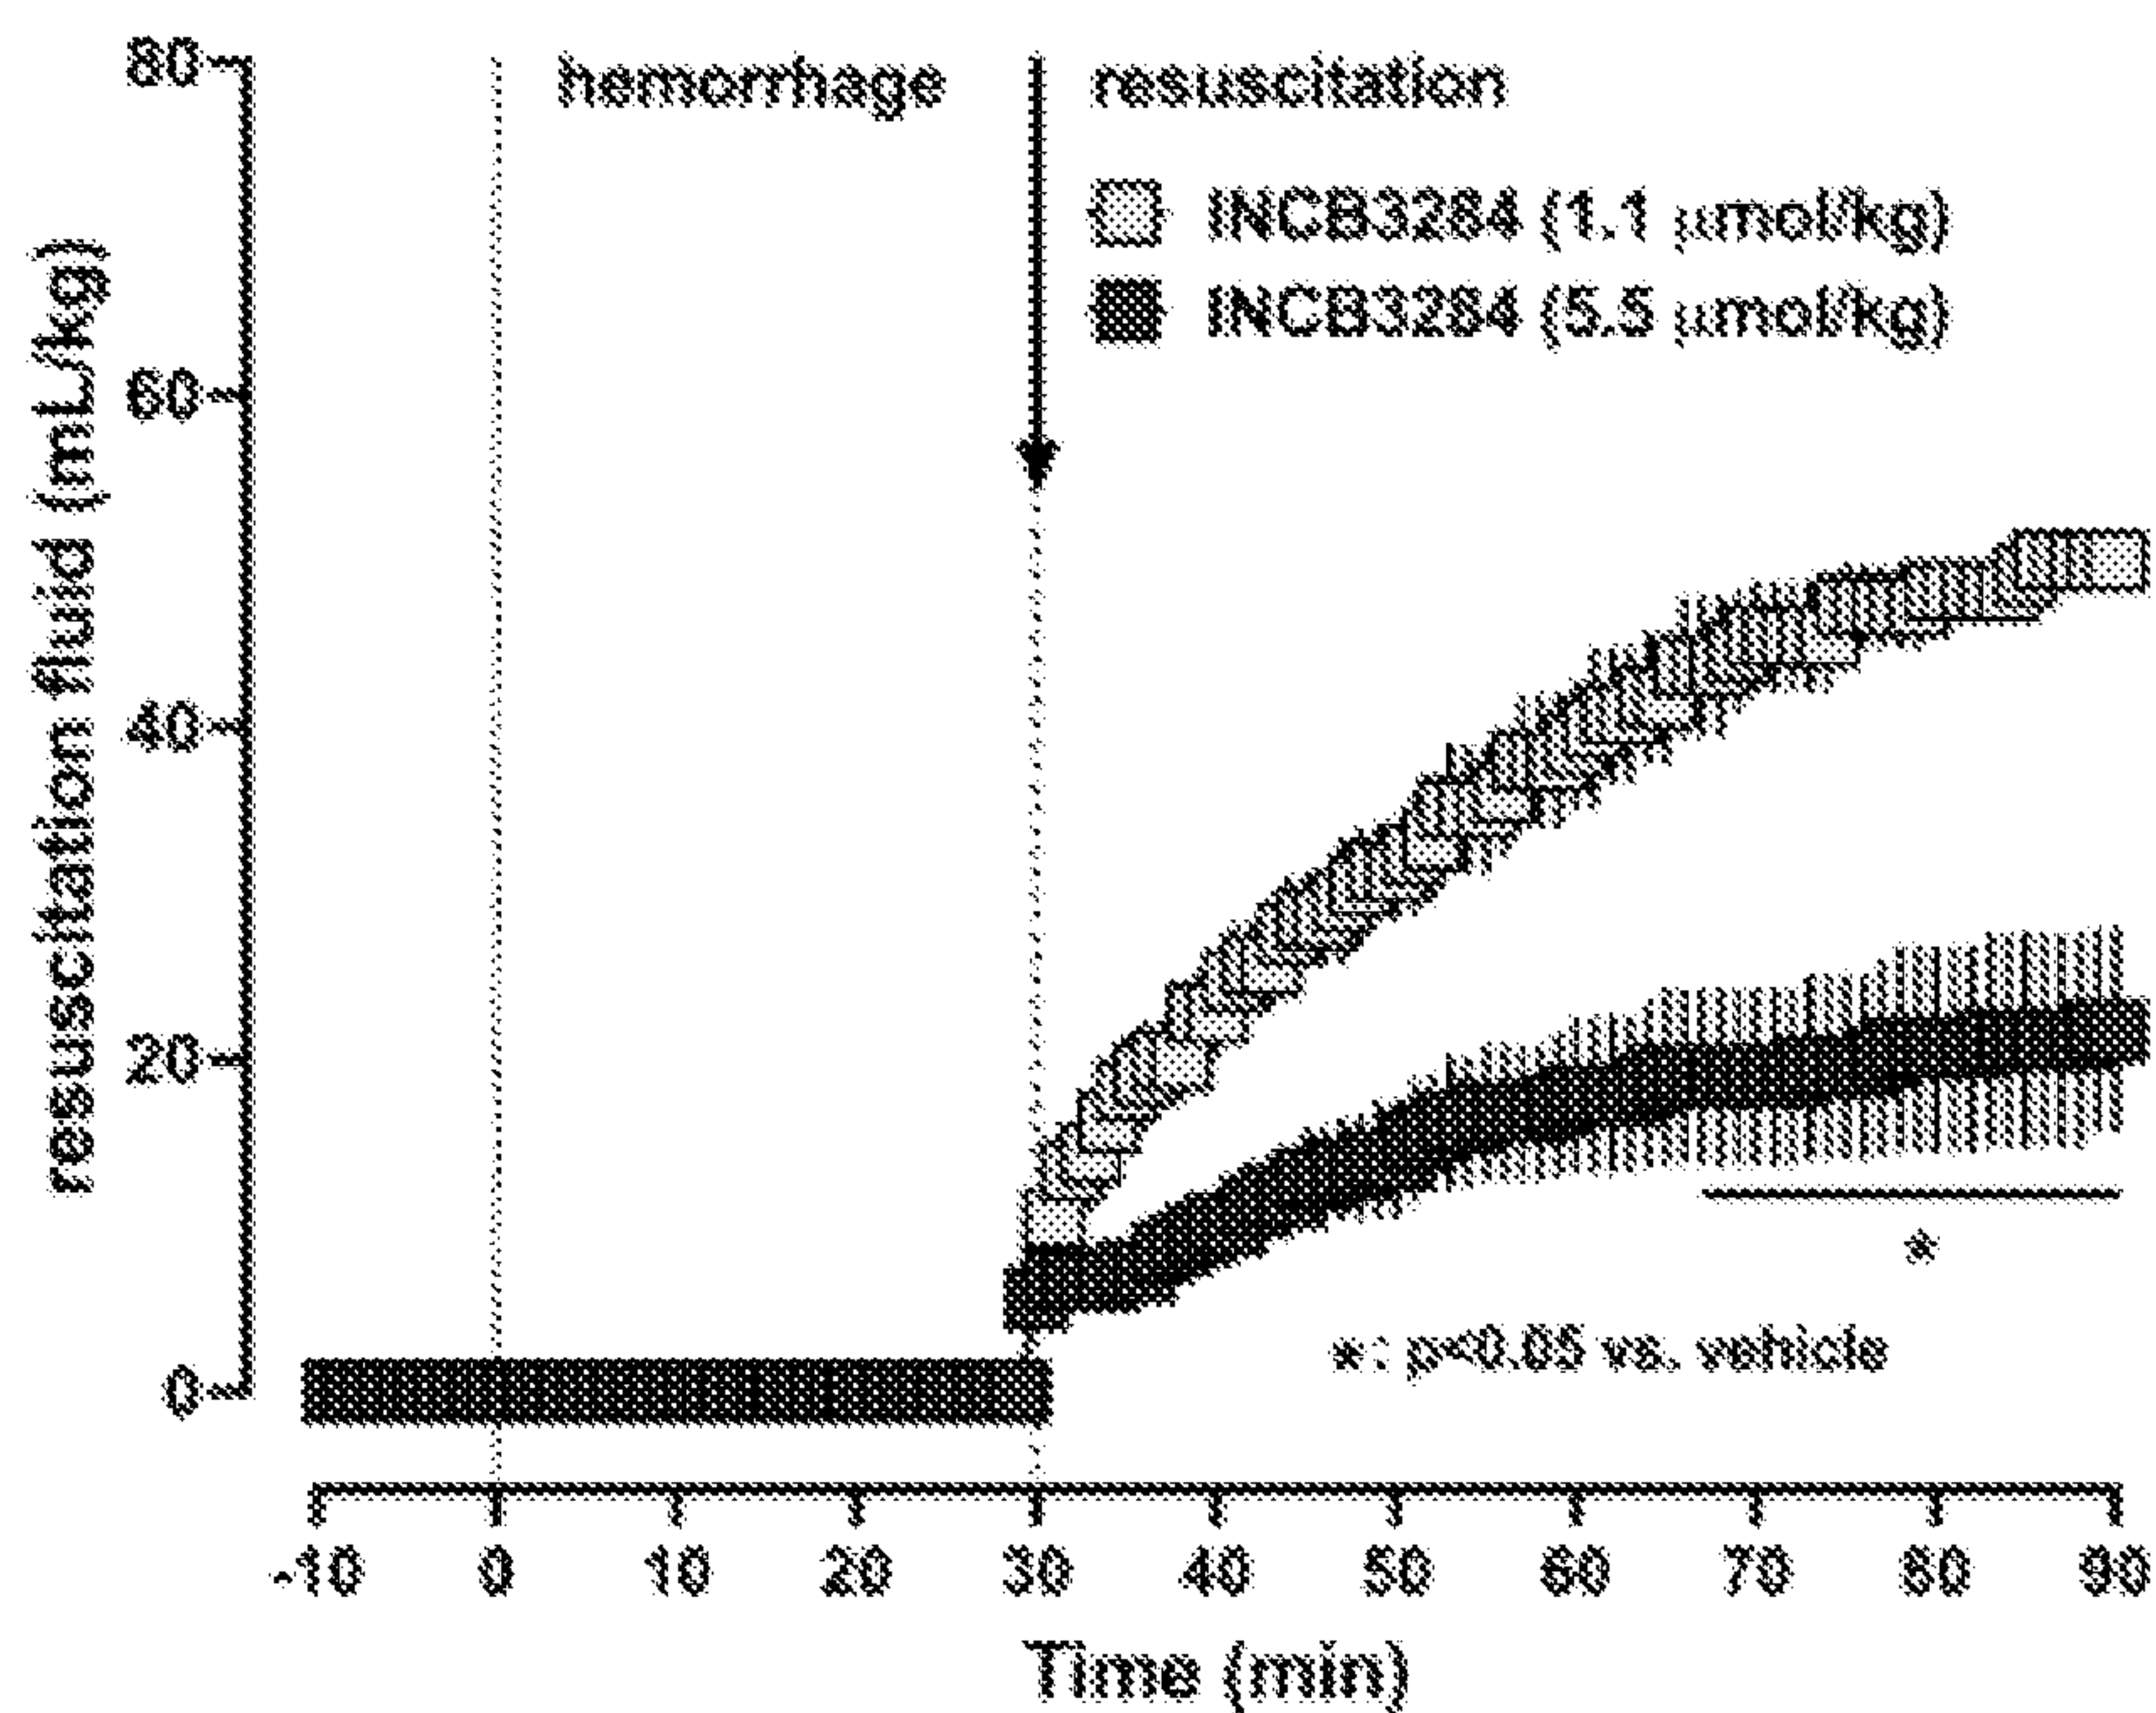 80
hemorrhage
resuscitation
INCB3284 (1.1 µmol/kg)
INCB3284 (5.5 µmol/kg)
60
40
20
0
resuscitation fluid (mL/kg)
*
*: p<0.05 vs. vehicle
-10 0 10 20 30 40 50 60 70 80 90
Time (min)